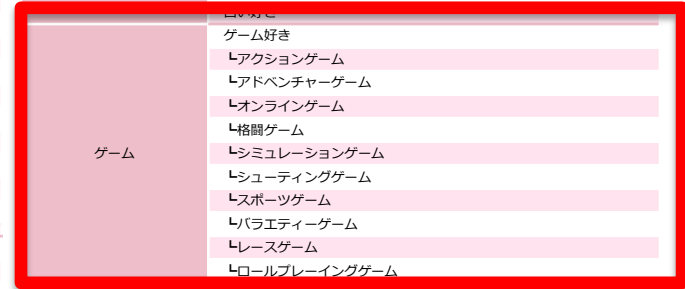 占い好き
ゲーム
ゲーム好き
┗アクションゲーム
┗アドベンチャーゲーム
┗オンラインゲーム
┗格闘ゲーム
┗シミュレーションゲーム
┗シューティングゲーム
┗スポーツゲーム
┗バラエティーゲーム
┗レースゲーム
┗ロールプレーイングゲーム